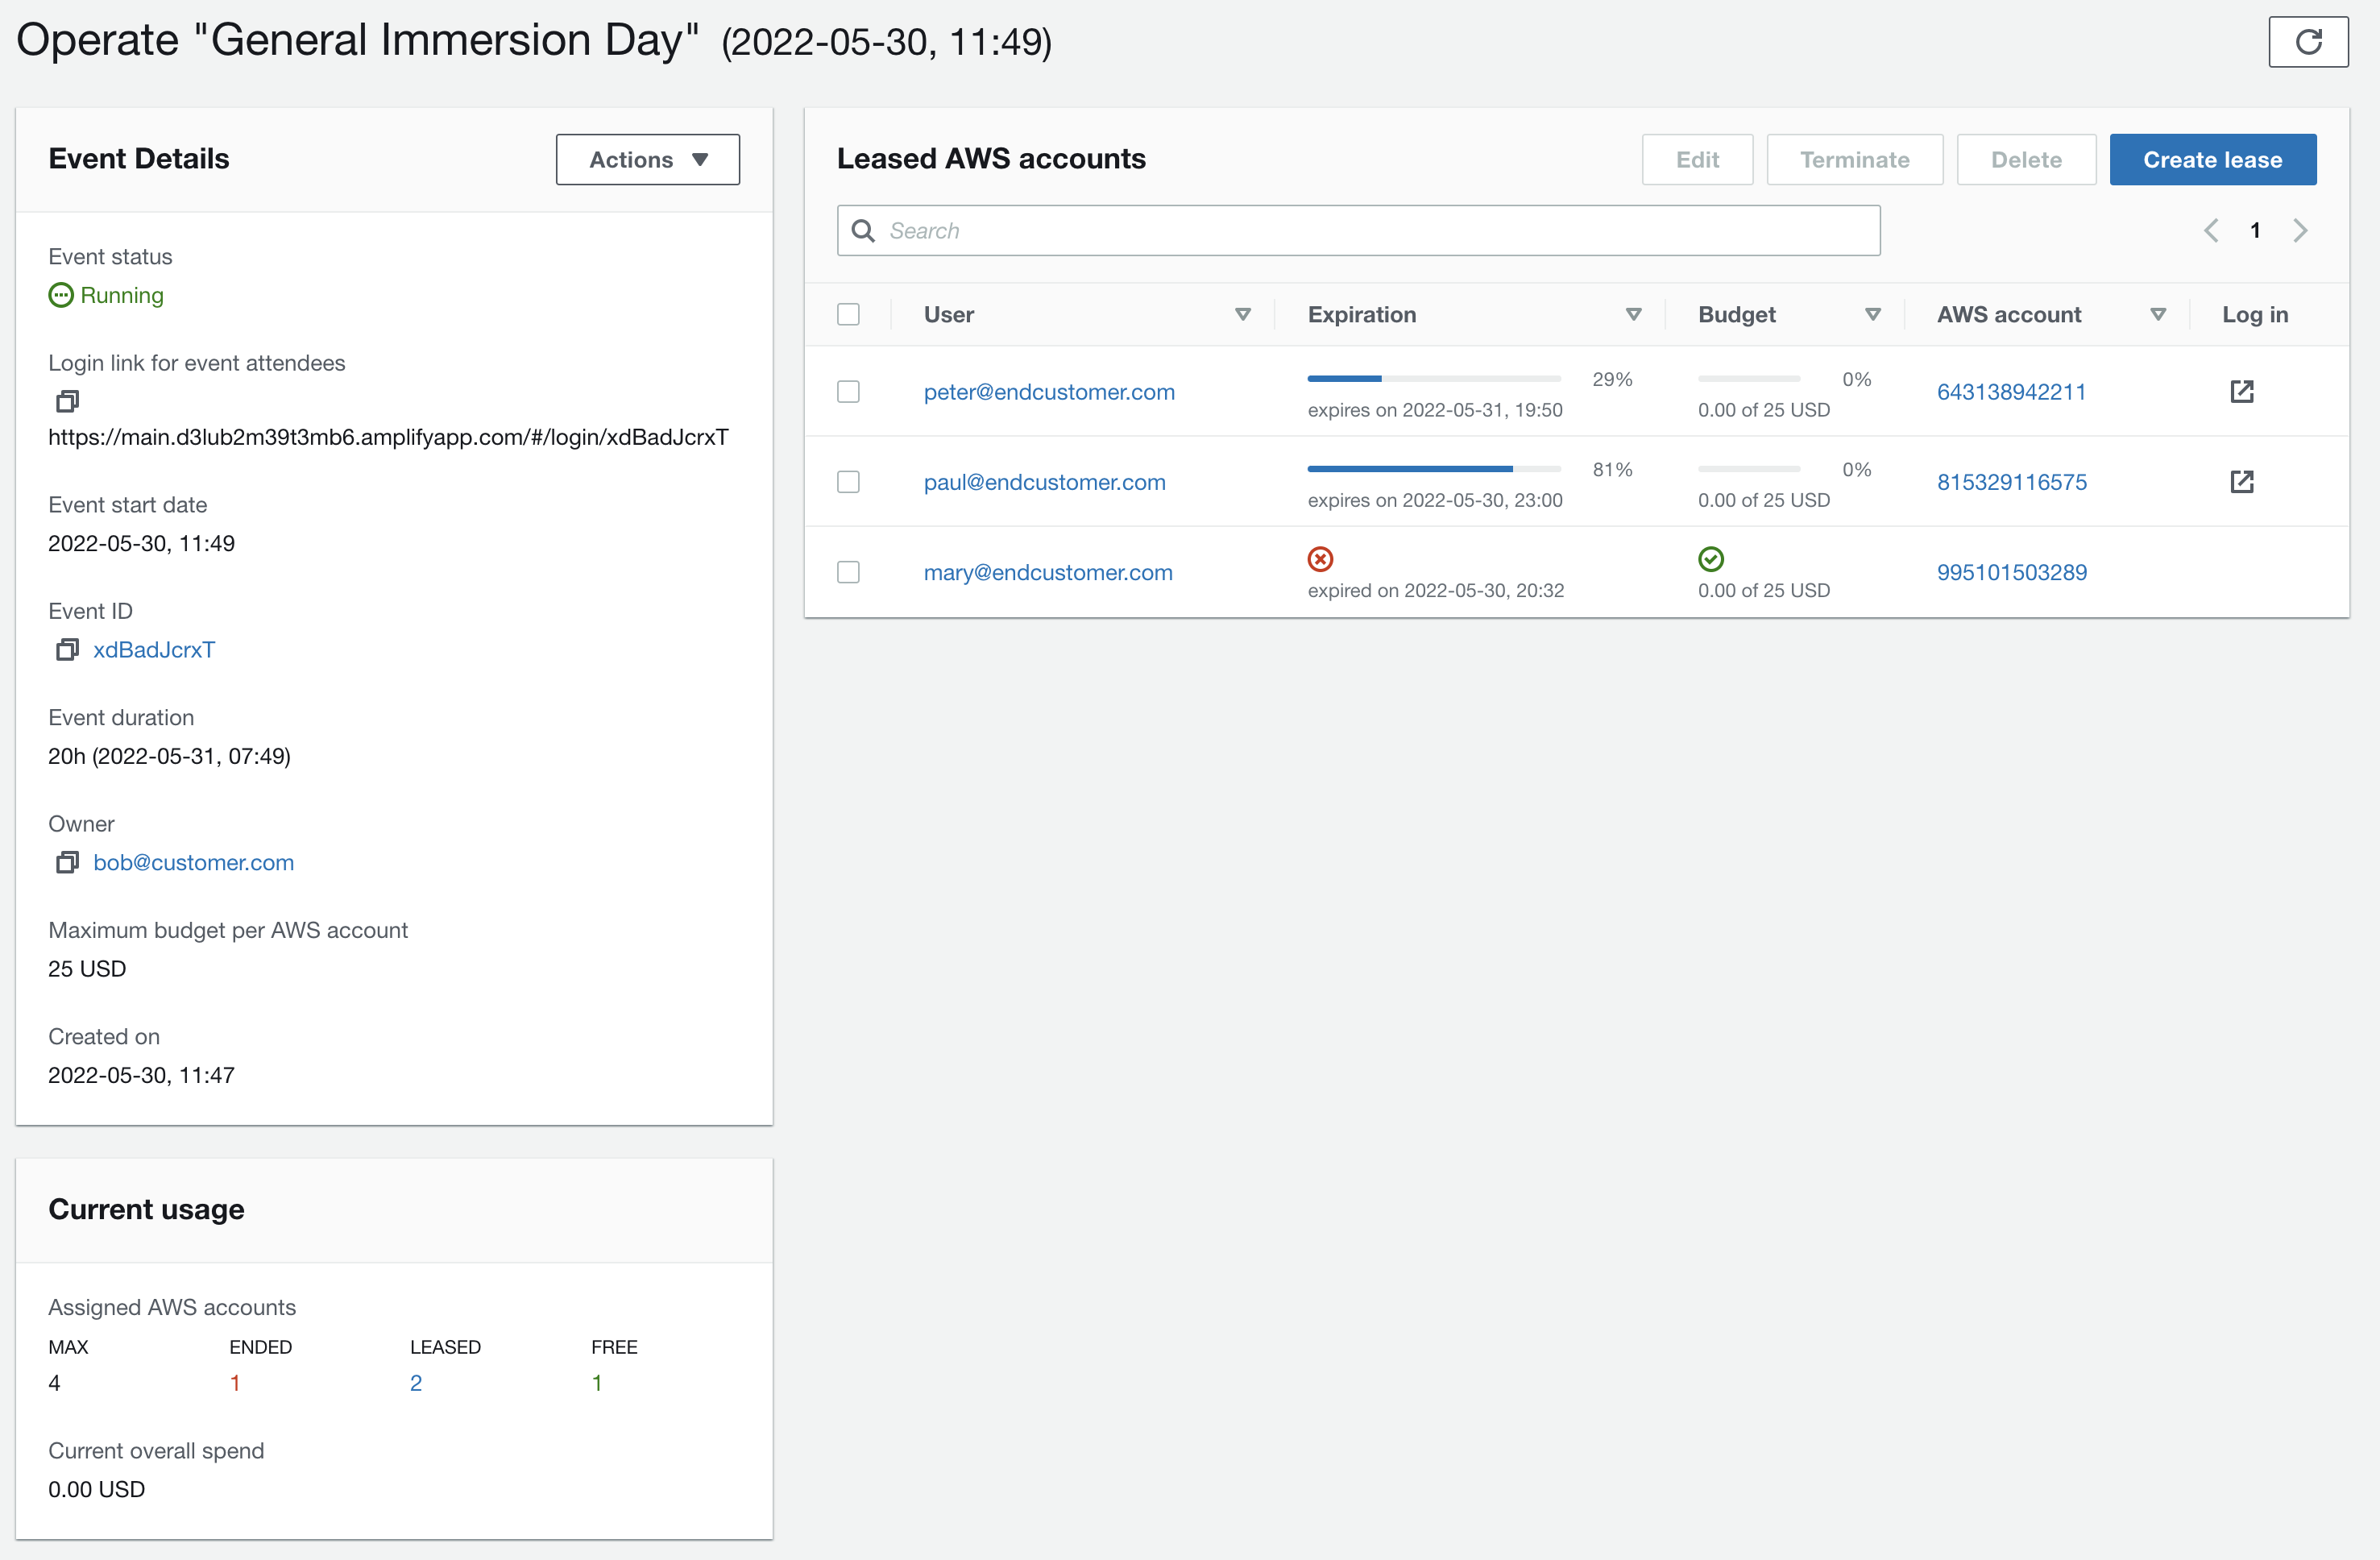 Operate "General Immersion Day" (2022-05-30, 11:49)
Event Details
Actions
Event status
Running
Login link for event attendees
https://main.d3lub2m39t3mb6.amplifyapp.com/#/login/xdBadJcrxT
Event start date
2022-05-30, 11:49
Event ID
xdBadJcrxT
Event duration
20h (2022-05-31, 07:49)
Owner
bob@customer.com
Maximum budget per AWS account
25 USD
Created on
2022-05-30, 11:47
Current usage
Assigned AWS accounts
MAX ENDED LEASED FREE
4 1 2 1
Current overall spend
0.00 USD
Leased AWS accounts
Edit Terminate Delete Create lease
Search
1
User Expiration Budget AWS account Log in
peter@endcustomer.com 29% 0% 643138942211
expires on 2022-05-31, 19:50 0.00 of 25 USD
paul@endcustomer.com 81% 0% 815329116575
expires on 2022-05-30, 23:00 0.00 of 25 USD
mary@endcustomer.com 995101503289
expired on 2022-05-30, 20:32 0.00 of 25 USD